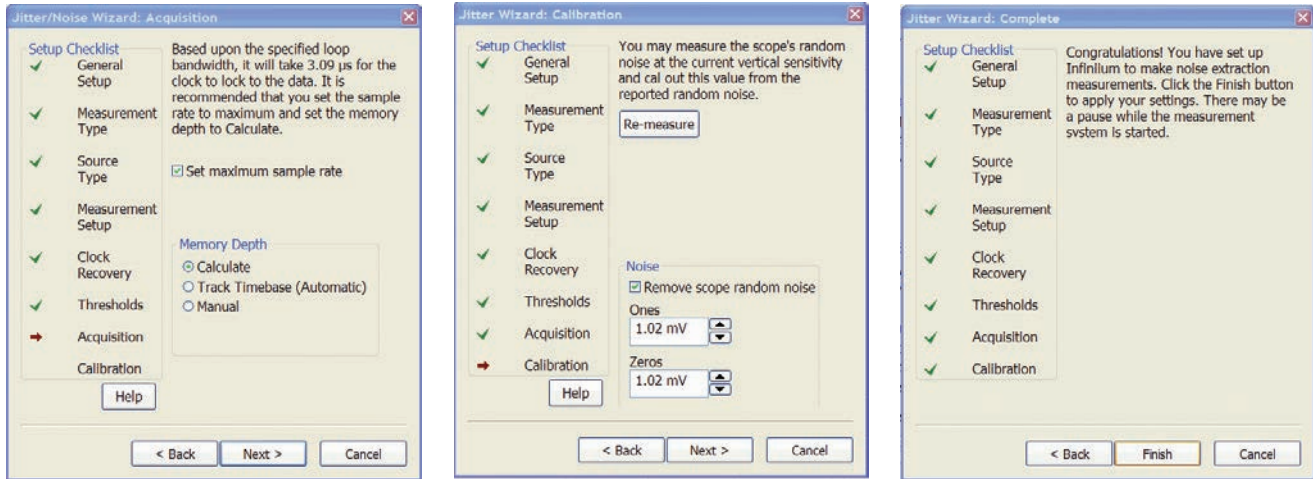 Jitter/Noise Wizard: Acquisition
Setup Checklist
General
Setup
Measurement
Type
Source
Type
Measurement
Setup
Clock
Recovery
Thresholds
Acquisition
Calibration
Help
Based upon the specified loop
bandwidth, it will take 3.09 µs for the
clock to lock to the data. It is
recommended that you set the sample
rate to maximum and set the memory
depth to Calculate.
Set maximum sample rate
Memory Depth
Calculate
Track Timebase (Automatic)
Manual
< Back Next > Cancel
Jitter Wizard: Calibration
Setup Checklist
General
Setup
Measurement
Type
Source
Type
Measurement
Setup
Clock
Recovery
Thresholds
Acquisition
Calibration
Help
You may measure the scope's random
noise at the current vertical sensitivity
and cal out this value from the
reported random noise.
Re-measure
Noise
Remove scope random noise
Ones
1.02 mV
Zeros
1.02 mV
< Back Next > Cancel
Jitter Wizard: Complete
Setup Checklist
General
Setup
Measurement
Type
Source
Type
Measurement
Setup
Clock
Recovery
Thresholds
Acquisition
Calibration
Congratulations! You have set up
Infiniium to make noise extraction
measurements. Click the Finish button
to apply your settings. There may be
a pause while the measurement
system is started.
< Back Finish Cancel